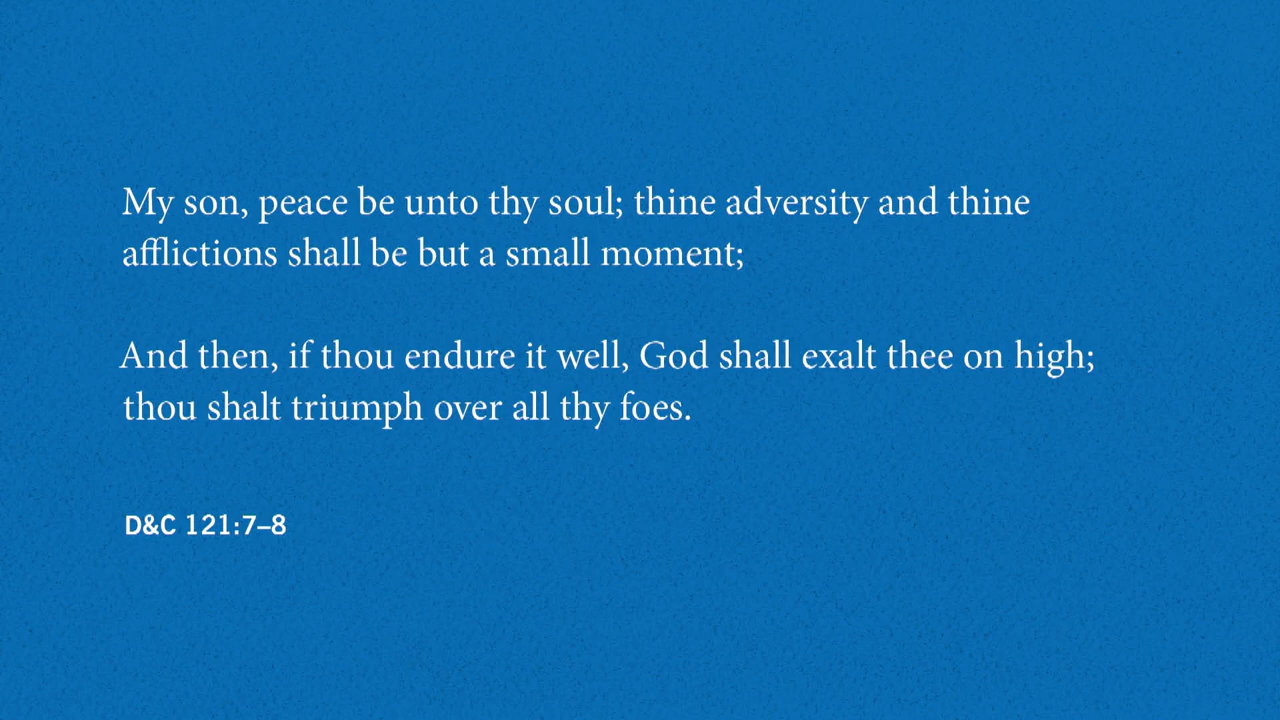 My son, peace be unto thy soul; thine adversity and thine
afflictions shall be but a small moment;
And then, if thou endure it well, God shall exalt thee on high;
thou shalt triumph over all thy foes.
D&C 121:7–8